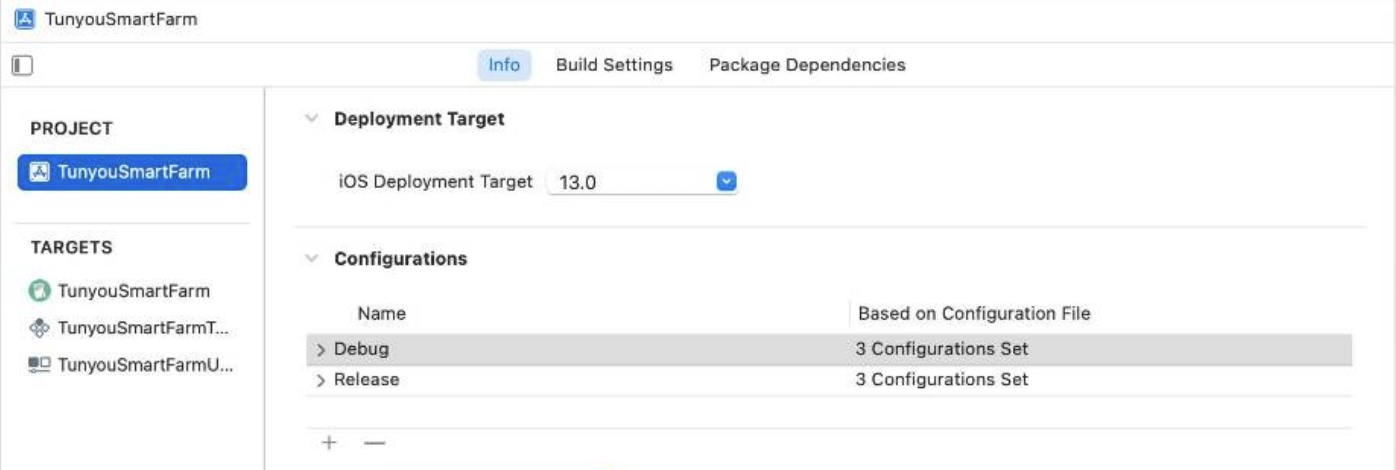 TunyouSmartFarm
Info Build Settings Package Dependencies
PROJECT
TunyouSmartFarm
TARGETS
TunyouSmartFarm
TunyouSmartFarmT...
TunyouSmartFarmU...
Deployment Target
iOS Deployment Target 13.0
Configurations
Name Based on Configuration File
Debug 3 Configurations Set
Release 3 Configurations Set